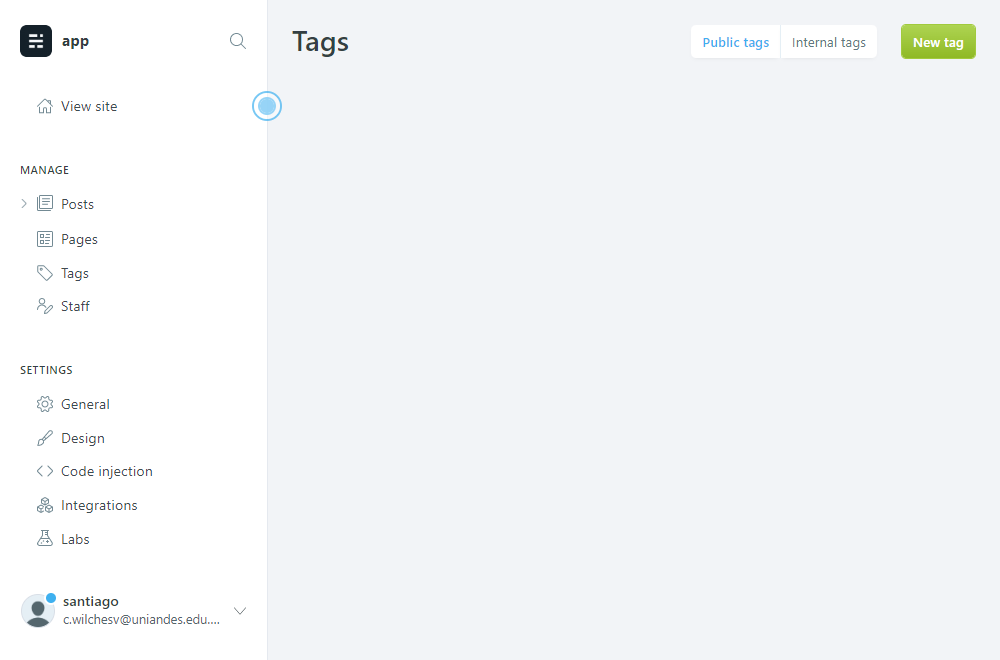 app
View site
MANAGE
Posts
Pages
Tags
Staff
SETTINGS
General
Design
Code injection
Integrations
Labs
santiago
c.wilchesv@uniandes.edu....
Tags
Public tags
Internal tags
New tag